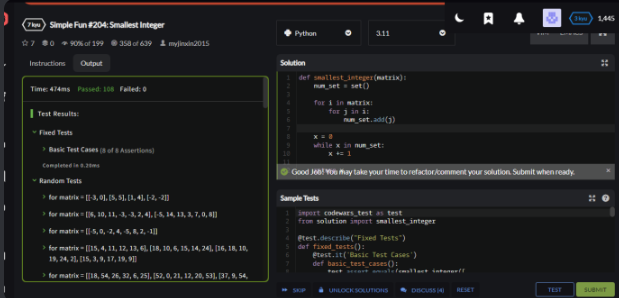 7 kyu Simple Fun #204: Smallest Integer
7 0 90% of 199 358 of 639 myjinxin2015
Python 3.11
3 kyu 1,445
Instructions Output
Time: 474ms Passed: 108 Failed: 0
Test Results:
Fixed Tests
Basic Test Cases (8 of 8 Assertions)
Completed in 0.20ms
Random Tests
for matrix = [[-3, 0], [5, 5], [1, 4], [-2, -2]]
for matrix = [[6, 10, 11, -3, -3, 2, 4], [-5, 14, 13, 3, 7, 0, 8]]
for matrix = [[-5, 0, -2, 4, -5, 8, 2, -1]]
for matrix = [[15, 4, 11, 12, 13, 6], [18, 10, 6, 15, 14, 24], [16, 18, 10,
19, 24, 2], [15, 3, 9, 17, 19, 9]]
for matrix = [[18, 54, 26, 32, 6, 25], [52, 0, 21, 12, 20, 53], [37, 9, 54,
Solution
1 def smallest_integer(matrix):
2 num_set = set()
3
4 for i in matrix:
5 for j in i:
6 num_set.add(j)
7
8 x = 0
9 while x in num_set:
10 x += 1
Good Job! You may take your time to refactor/comment your solution. Submit when ready.
Sample Tests
1 import codewars_test as test
2 from solution import smallest_integer
3
4 @test.describe("Fixed Tests")
5 def fixed_tests():
6 @test.it('Basic Test Cases')
7 def basic_test_cases():
test.assert_equals(smallest_integer([
SKIP UNLOCK SOLUTIONS DISCUSS (4) RESET TEST SUBMIT